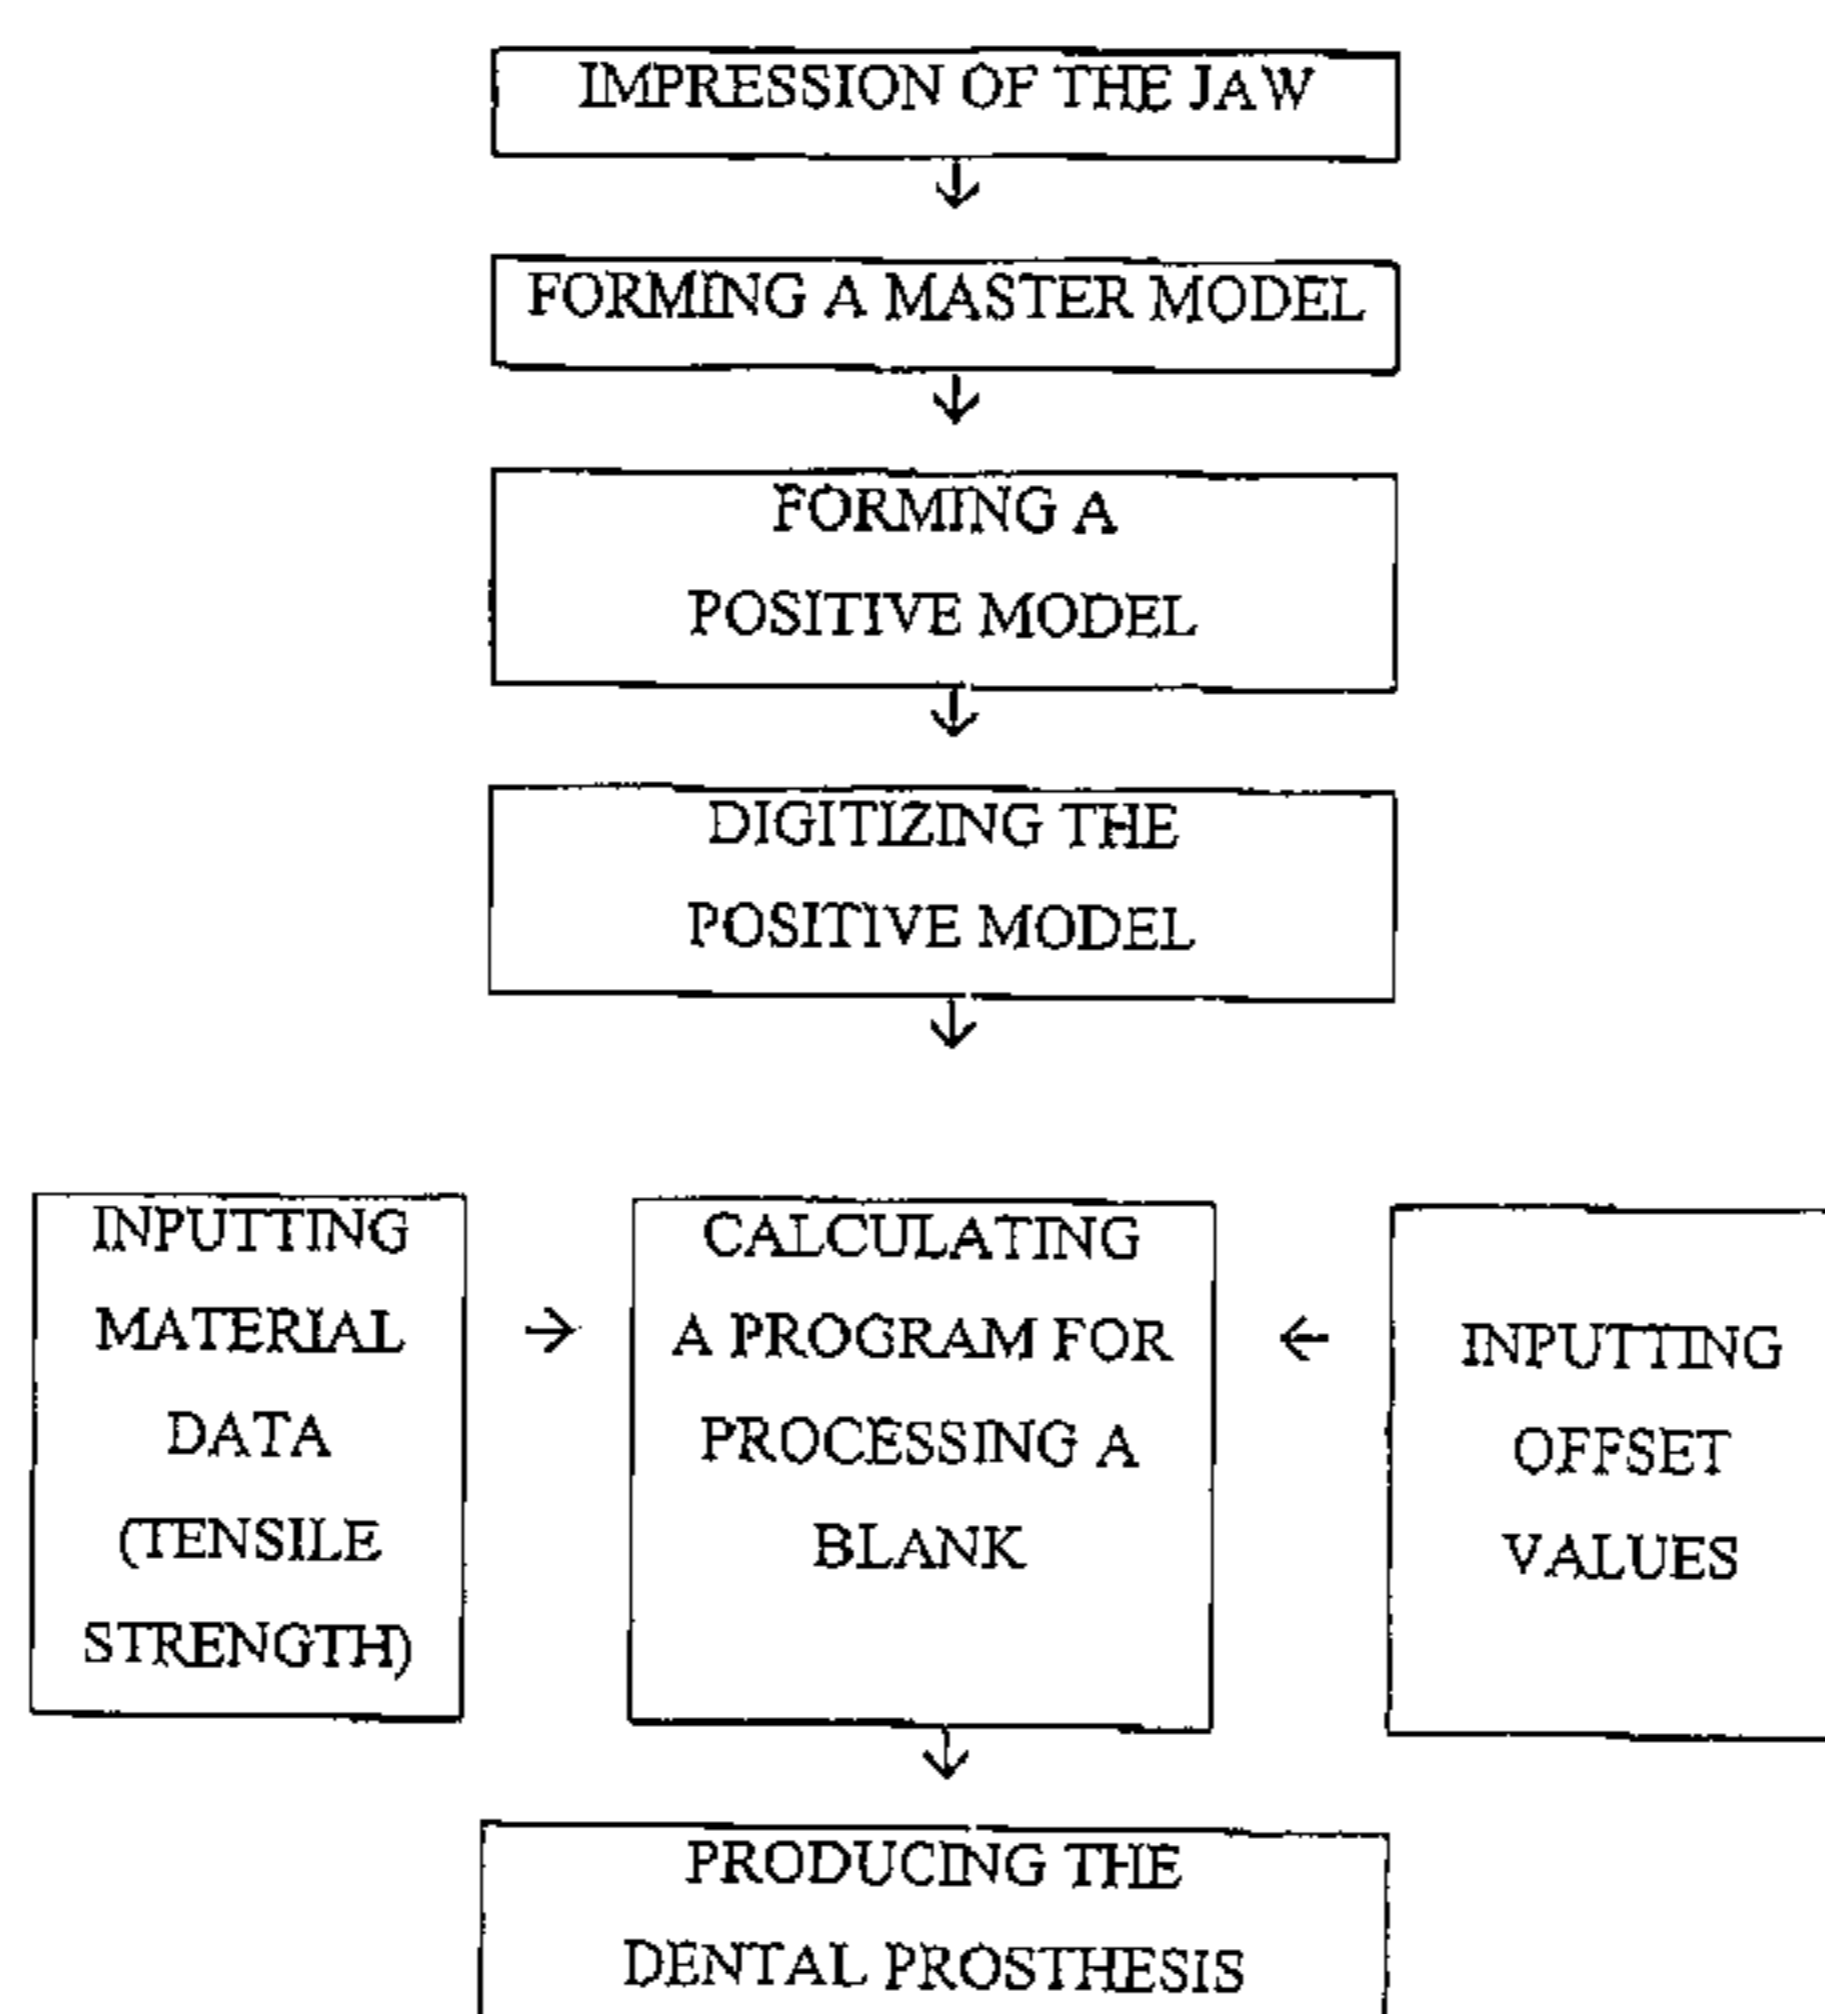 IMPRESSION OF THE JAW
FORMING A MASTER MODEL
FORMING A
POSITIVE MODEL
DIGITIZING THE
POSITIVE MODEL
INPUTTING
MATERIAL
DATA
(TENSILE
STRENGTH)
CALCULATING
A PROGRAM FOR
PROCESSING A
BLANK
INPUTTING
OFFSET
VALUES
PRODUCING THE
DENTAL PROSTHESIS